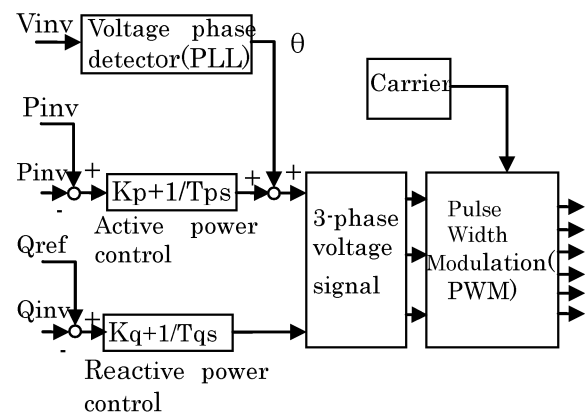 Vinv
Voltage phase
detector(PLL)
θ
Carrier
Pinv
Pinv
+
-
Kp+1/Tps
+
+
Active power
control
3-phase
voltage
signal
Pulse
Width
Modulation(
PWM)
Qref
Qinv
+
-
Kq+1/Tqs
Reactive power
control